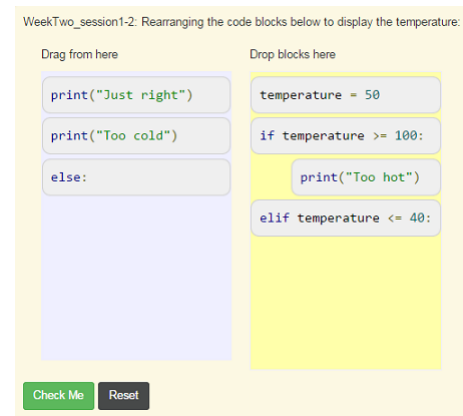 WeekTwo_session1-2: Rearranging the code blocks below to display the temperature:
Drag from here
Drop blocks here
print("Just right")
print("Too cold")
else:
temperature = 50
if temperature >= 100:
print("Too hot")
elif temperature <= 40:
Check Me
Reset